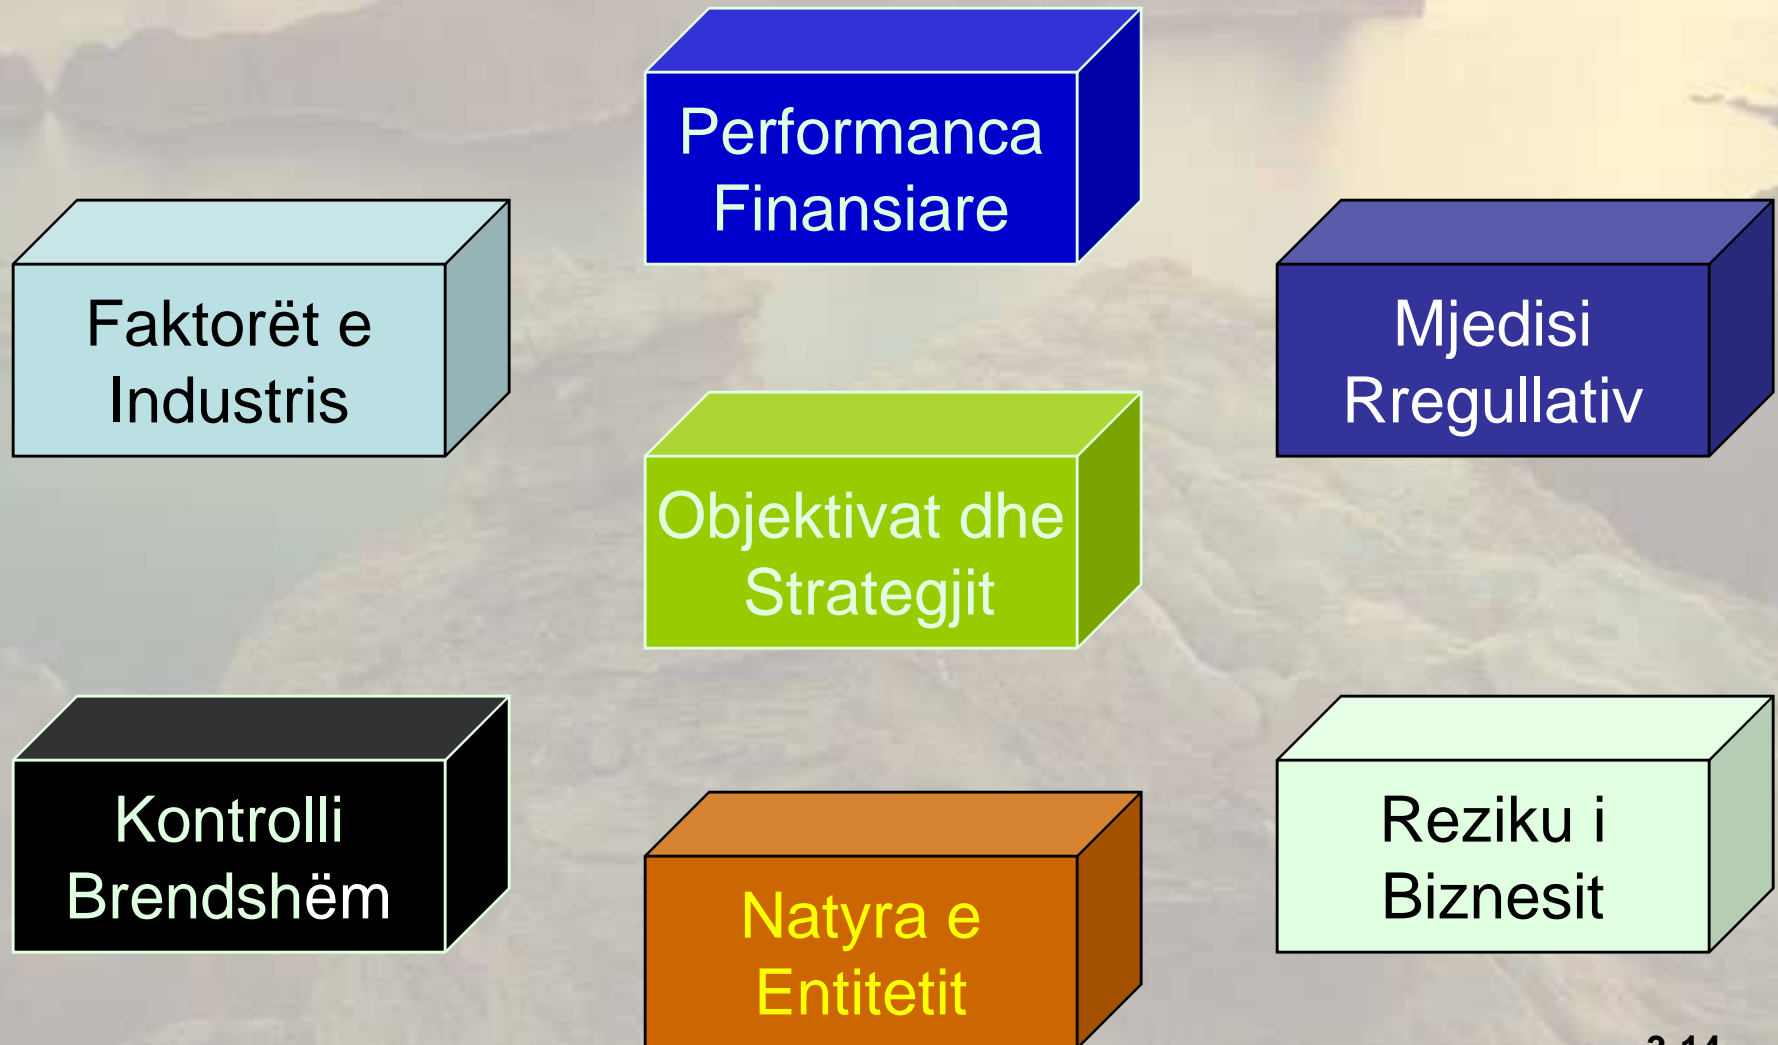 Performanca
Finansiare
Faktorët e
Industris
Mjedisi
Rregullativ
Objektivat dhe
Strategjit
Kontrolli
Brendshëm
Natyra e
Entitetit
Reziku i
Biznesit